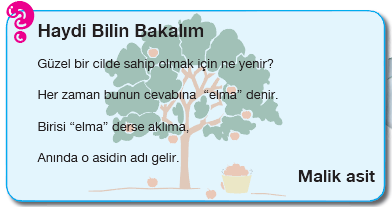 Haydi Bilin Bakalım
Güzel bir cilde sahip olmak için ne yenir?
Her zaman bunun cevabına "elma" denir.
Birisi "elma" derse aklıma,
Anında o asidin adı gelir.
Malik asit